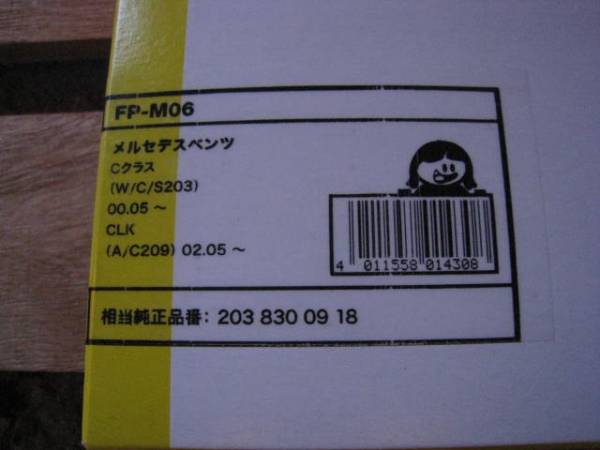 FP-M06
メルセデスベンツ
Cクラス
(W/C/S203)
00.05 ～
CLK
(A/C209) 02.05 ～
4 011558 014308
相当純正品番: 203 830 09 18